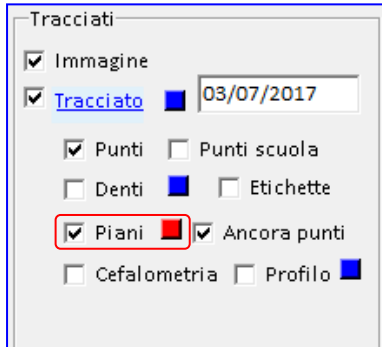 Tracciati
Immagine
Tracciato 03/07/2017
Punti Punti scuola
Denti Etichette
Piani Ancora punti
Cefalometria Profilo